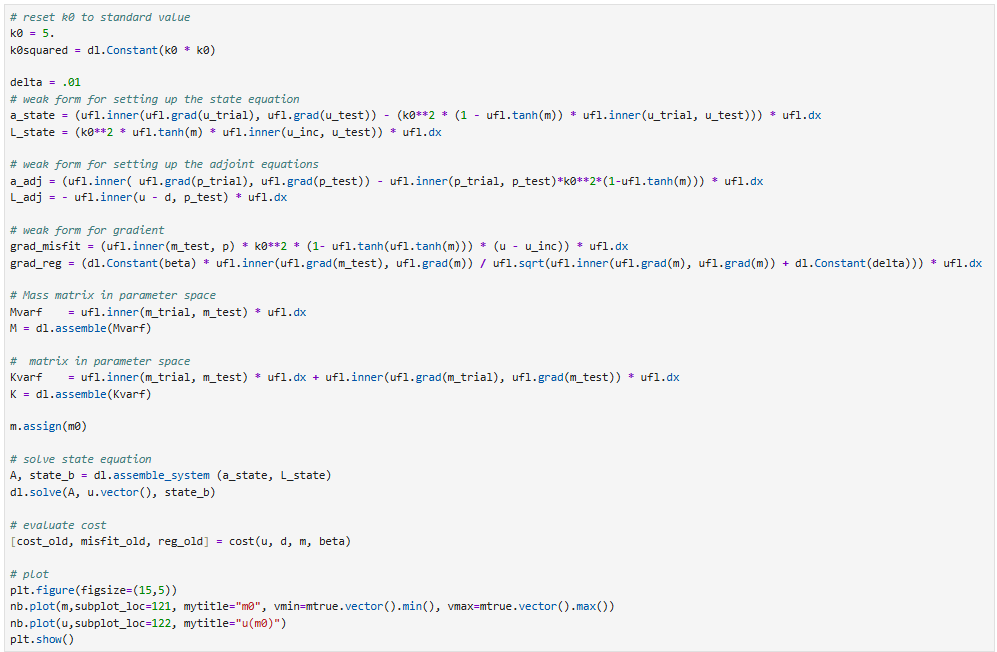 # reset k0 to standard value
k0 = 5.
k0squared = dl.Constant(k0 * k0)

delta = .01
# weak form for setting up the state equation
a_state = (ufl.inner(ufl.grad(u_trial), ufl.grad(u_test)) - (k0**2 * (1 - ufl.tanh(m)) * ufl.inner(u_trial, u_test))) * ufl.dx
L_state = (k0**2 * ufl.tanh(m) * ufl.inner(u_inc, u_test)) * ufl.dx

# weak form for setting up the adjoint equations
a_adj = (ufl.inner( ufl.grad(p_trial), ufl.grad(p_test)) - ufl.inner(p_trial, p_test)*k0**2*(1-ufl.tanh(m))) * ufl.dx
L_adj = - ufl.inner(u - d, p_test) * ufl.dx

# weak form for gradient
grad_misfit = (ufl.inner(m_test, p) * k0**2 * (1- ufl.tanh(ufl.tanh(m))) * (u - u_inc)) * ufl.dx
grad_reg = (dl.Constant(beta) * ufl.inner(ufl.grad(m_test), ufl.grad(m)) / ufl.sqrt(ufl.inner(ufl.grad(m), ufl.grad(m)) + dl.Constant(delta))) * ufl.dx

# Mass matrix in parameter space
Mvarf    = ufl.inner(m_trial, m_test) * ufl.dx
M = dl.assemble(Mvarf)

#  matrix in parameter space
Kvarf    = ufl.inner(m_trial, m_test) * ufl.dx + ufl.inner(ufl.grad(m_trial), ufl.grad(m_test)) * ufl.dx
K = dl.assemble(Kvarf)

m.assign(m0)

# solve state equation
A, state_b = dl.assemble_system (a_state, L_state)
dl.solve(A, u.vector(), state_b)

# evaluate cost
[cost_old, misfit_old, reg_old] = cost(u, d, m, beta)

# plot
plt.figure(figsize=(15,5))
nb.plot(m,subplot_loc=121, mytitle="m0", vmin=mtrue.vector().min(), vmax=mtrue.vector().max())
nb.plot(u,subplot_loc=122, mytitle="u(m0)")
plt.show()